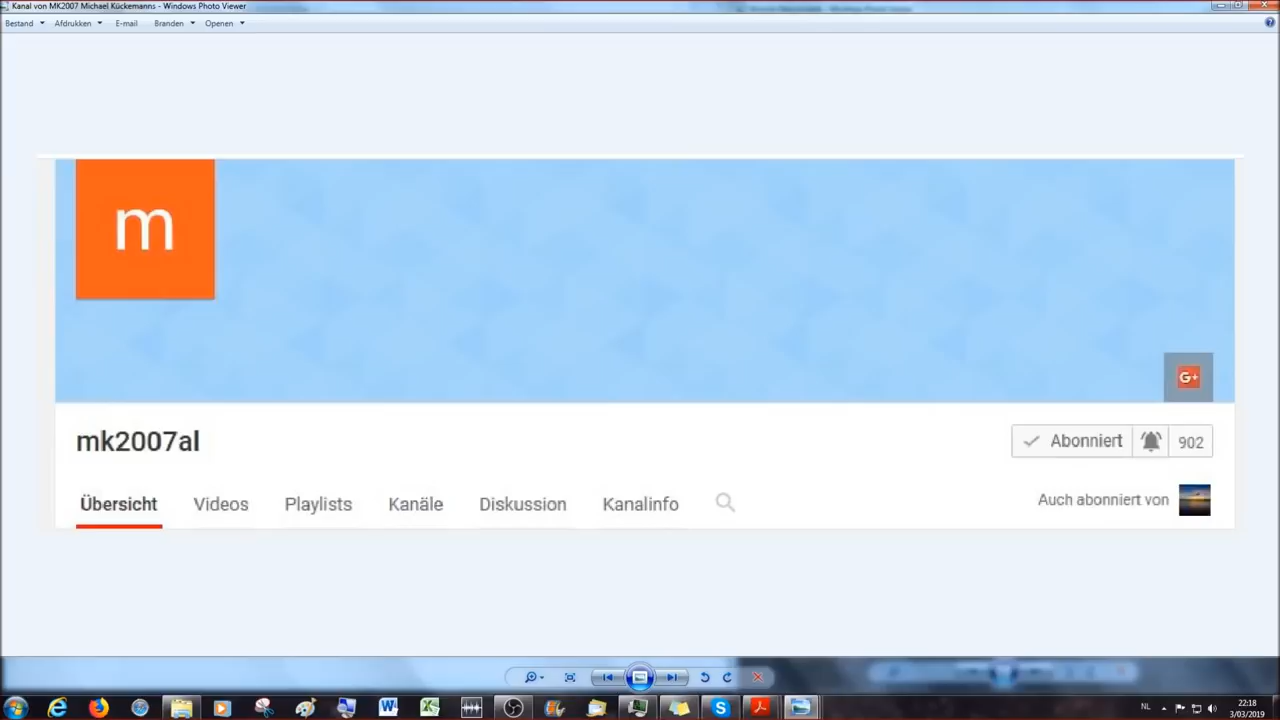 Kanal von MK2007 Michael Kückemanns - Windows Photo Viewer
Bestand Afdrukken E-mail Branden Openen
m
G+
mk2007al
Abonniert 902
Übersicht Videos Playlists Kanäle Diskussion Kanalinfo
Auch abonniert von
NL
22:18
3/03/2019